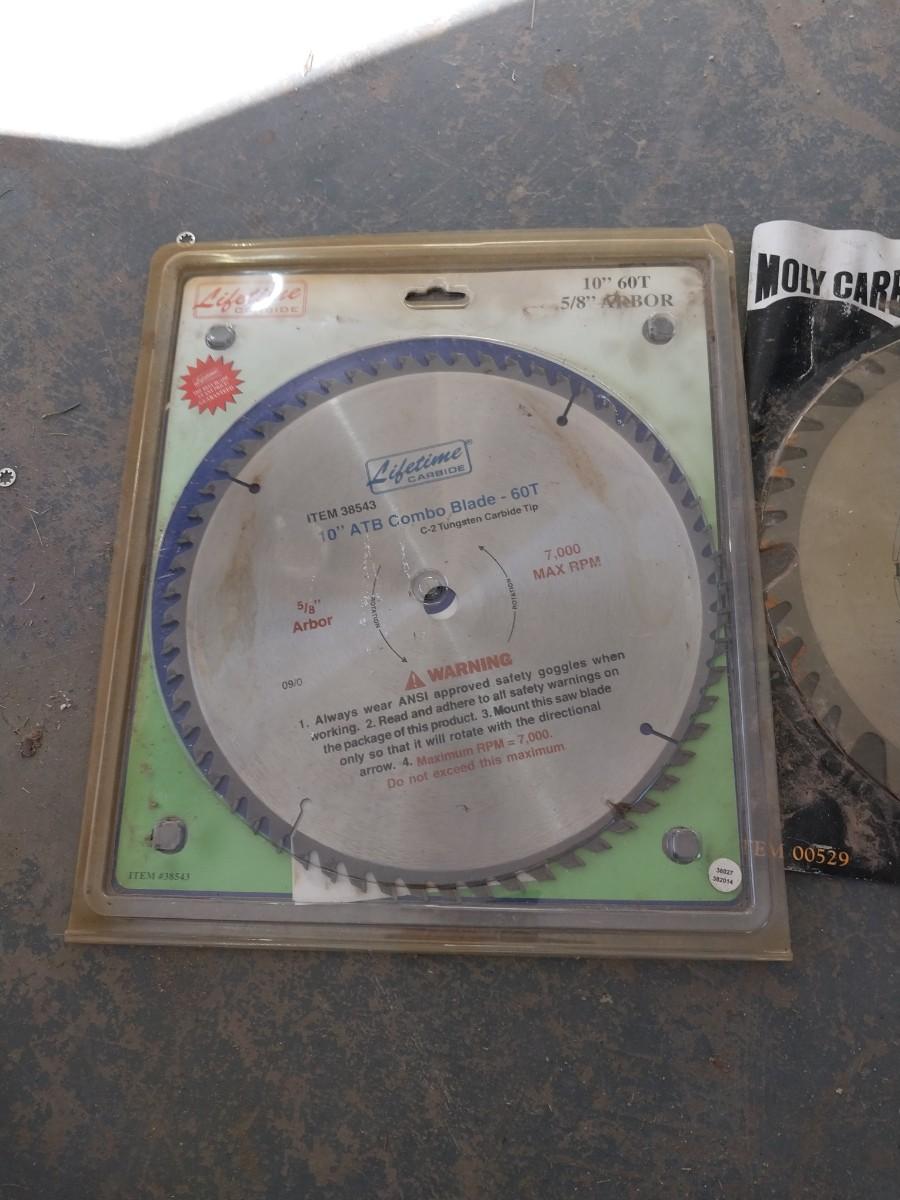 Lifetime
CARBIDE
10" 60T
5/8" ARBOR
GUARANTEED
Lifetime®
CARBIDE
ITEM 38543
10" ATB Combo Blade - 60T
C-2 Tungsten Carbide Tip
7,000
MAX RPM
5/8"
Arbor
ROTATION
ROTATION
09/0
WARNING
1. Always wear ANSI approved safety goggles when
working. 2. Read and adhere to all safety warnings on
the package of this product. 3. Mount this saw blade
only so that it will rotate with the directional
arrow. 4. Maximum RPM = 7,000.
Do not exceed this maximum
ITEM #38543
38027
382014
MOLY CARB
ITEM 00529